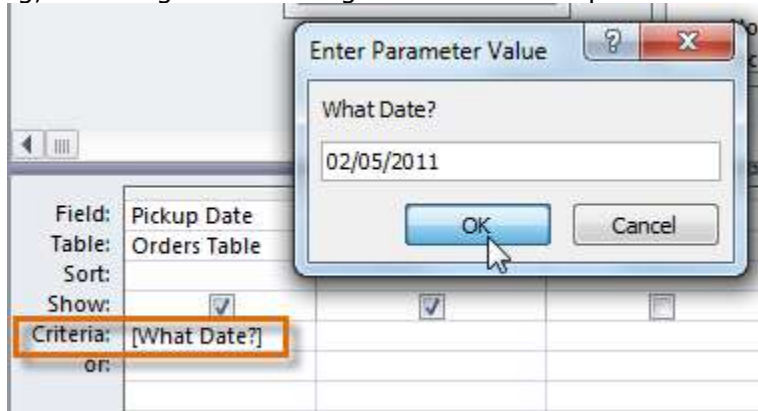 Enter Parameter Value
What Date?
02/05/2011
OK Cancel
Field: Pickup Date
Table: Orders Table
Sort:
Show:
Criteria: [What Date?]
or: